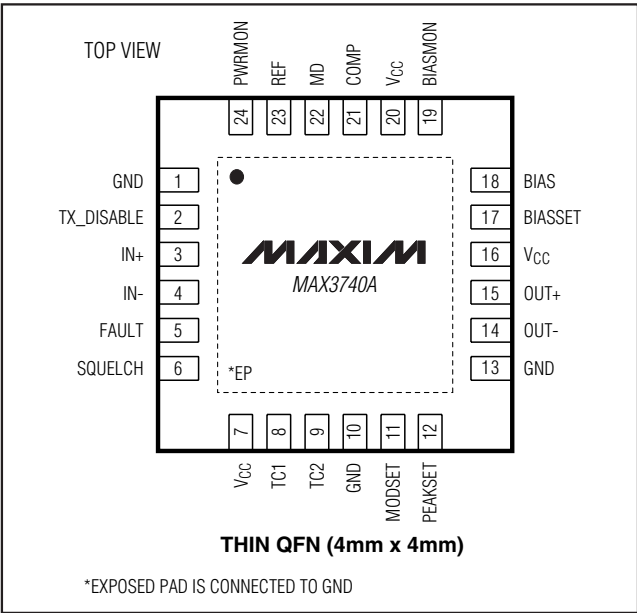 TOP VIEW
PWRMON
REF
MD
COMP
VCC
BIASMON
24
23
22
21
20
19
GND 1
TX_DISABLE 2
IN+ 3
IN- 4
FAULT 5
SQUELCH 6
18 BIAS
17 BIASSET
16 VCC
15 OUT+
14 OUT-
13 GND
MAXIM
MAX3740A
*EP
7
8
9
10
11
12
VCC
TC1
TC2
GND
MODSET
PEAKSET
THIN QFN (4mm x 4mm)
*EXPOSED PAD IS CONNECTED TO GND